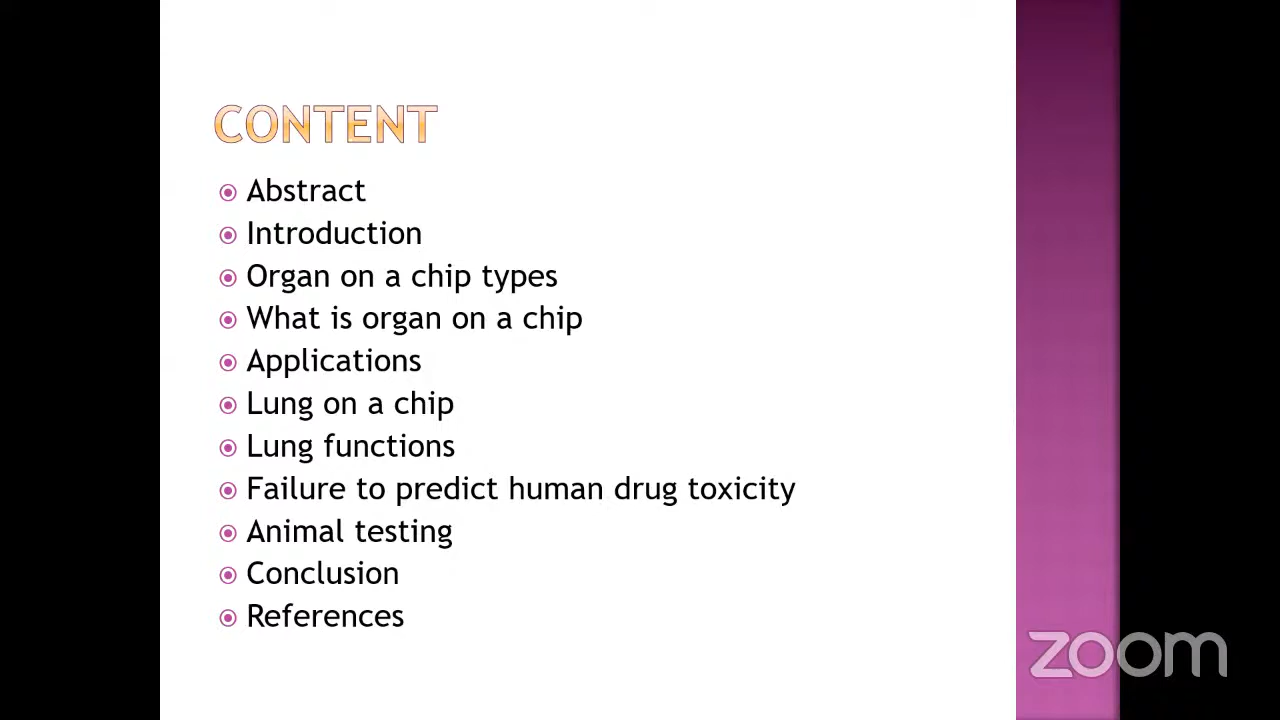 CONTENT
Abstract
Introduction
Organ on a chip types
What is organ on a chip
Applications
Lung on a chip
Lung functions
Failure to predict human drug toxicity
Animal testing
Conclusion
References
zoom